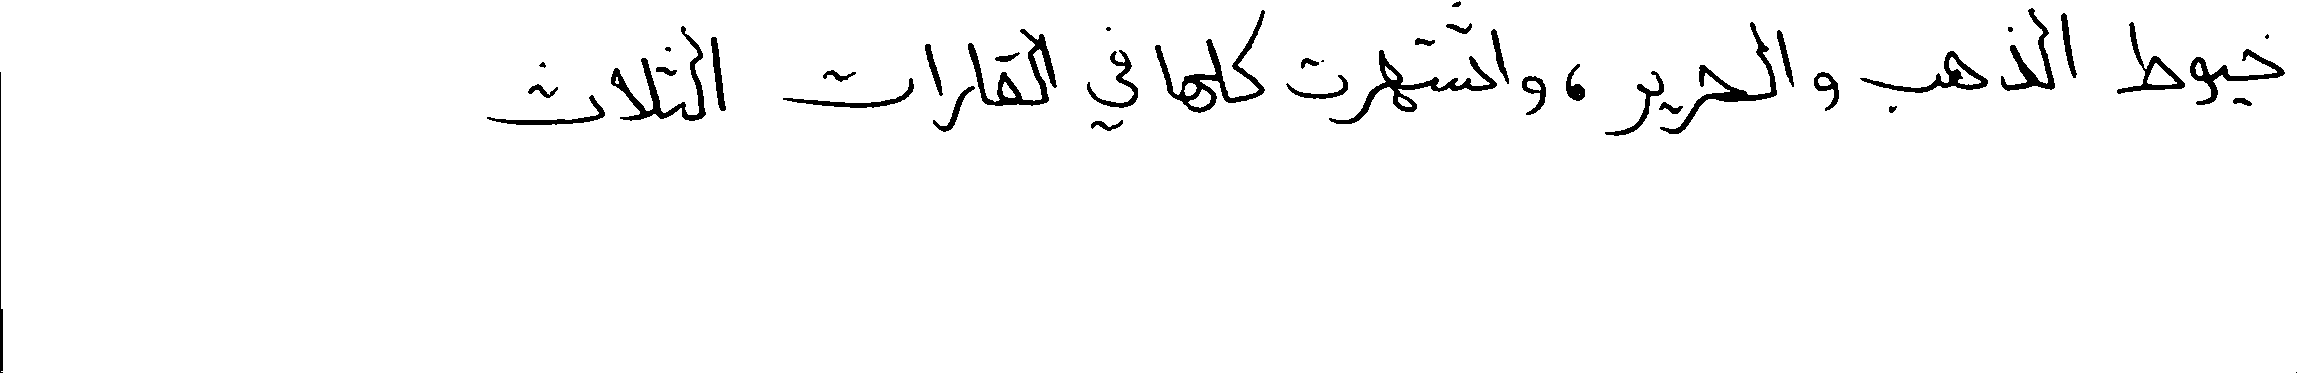 خيوط الذهب والحرير ، واشتهرت كلها في القارات الثلاث